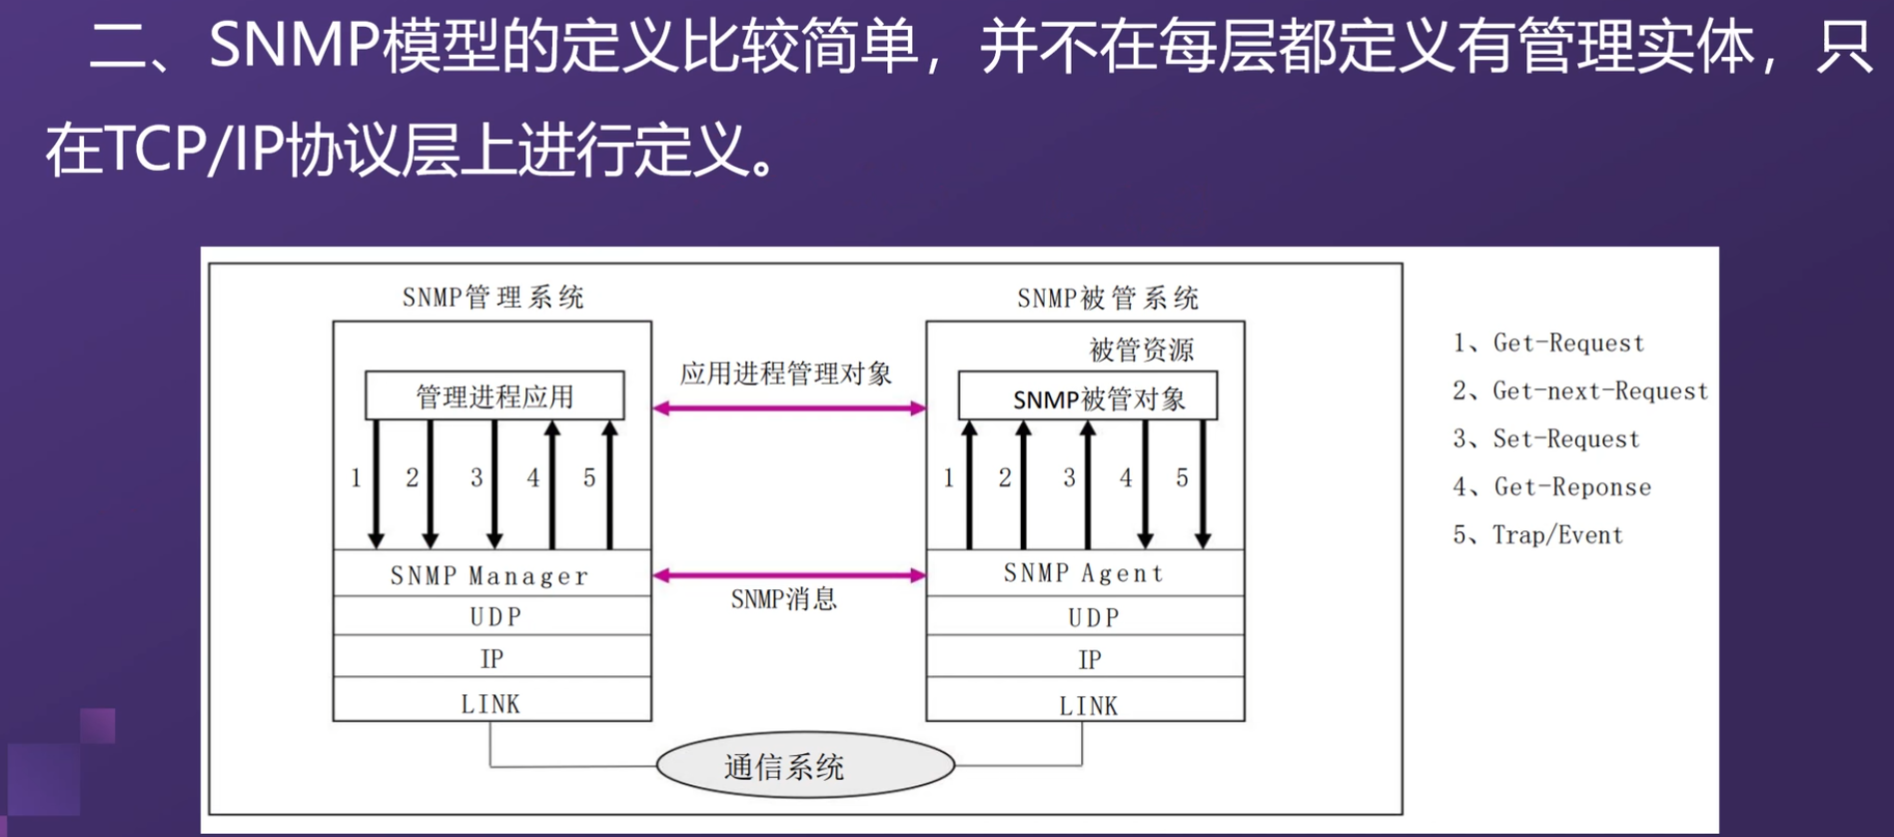 二、SNMP模型的定义比较简单，并不在每层都定义有管理实体，只
在TCP/IP协议层上进行定义。
SNMP管理系统
管理进程应用
1 2 3 4 5
SNMP Manager
UDP
IP
LINK
应用进程管理对象
SNMP消息
SNMP被管系统
被管资源
SNMP被管对象
1 2 3 4 5
SNMP Agent
UDP
IP
LINK
通信系统
1、Get-Request
2、Get-next-Request
3、Set-Request
4、Get-Reponse
5、Trap/Event